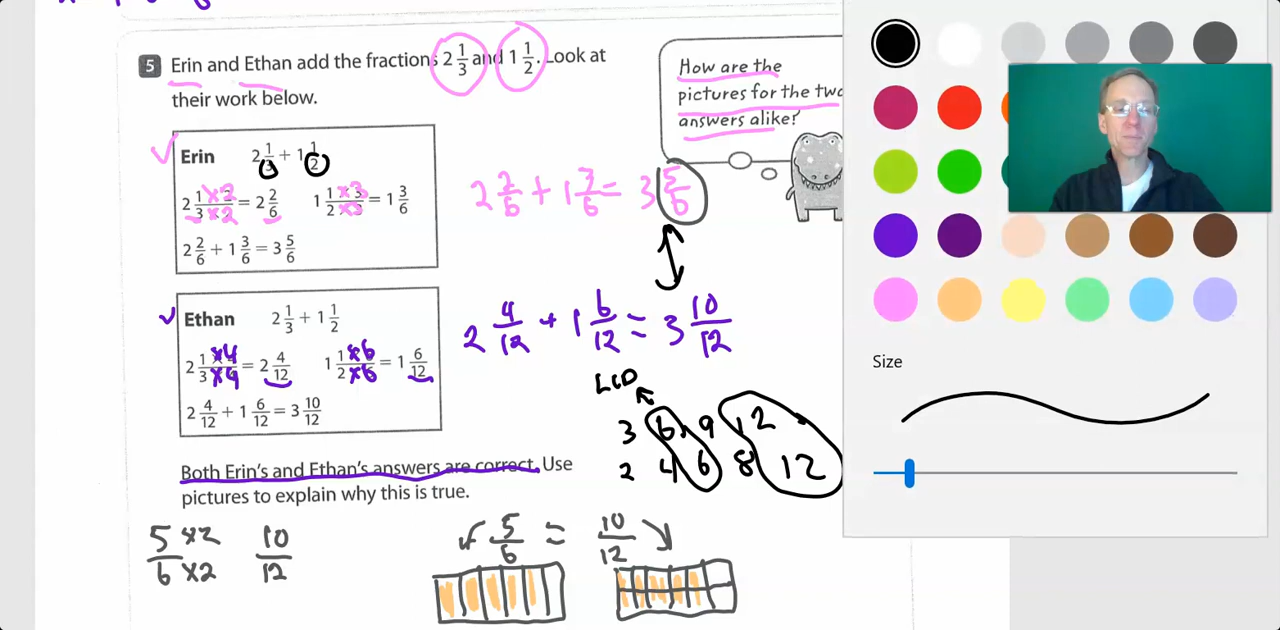 5 Erin and Ethan add the fractions 2 1/3 and 1 1/2. Look at
their work below.
How are the
pictures for the two
answers alike?
Erin 2 1/3 + 1 1/2
2 1/3 ×2/×2 = 2 2/6 1 1/2 ×3/×3 = 1 3/6
2 2/6 + 1 3/6 = 3 5/6
2 2/6 + 1 3/6 = 3 5/6
Ethan 2 1/3 + 1 1/2
2 1/3 ×4/×4 = 2 4/12 1 1/2 ×6/×6 = 1 6/12
2 4/12 + 1 6/12 = 3 10/12
2 4/12 + 1 6/12 = 3 10/12
LCD
3 6 9 12
2 4 6 8 12
Both Erin's and Ethan's answers are correct. Use
pictures to explain why this is true.
5/6 ×2/×2 10/12
5/6 = 10/12
Size